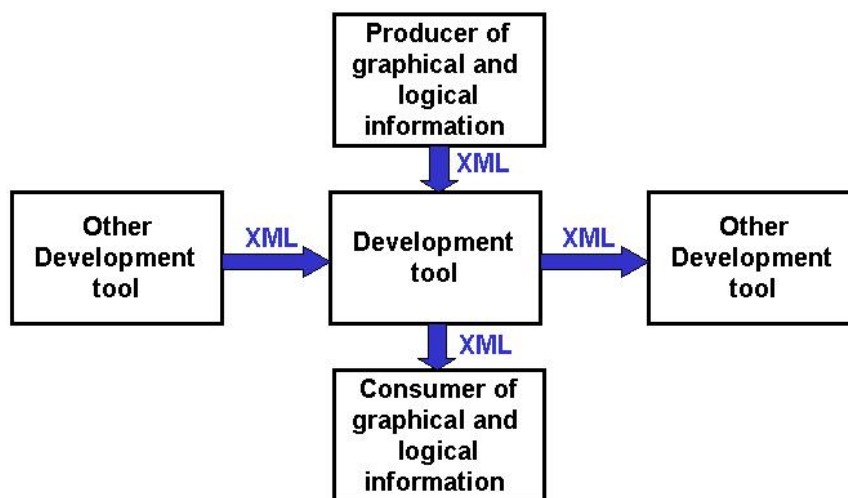 Producer of
graphical and
logical
information
XML
Other
Development
tool
XML
Development
tool
XML
Other
Development
tool
XML
Consumer of
graphical and
logical
information